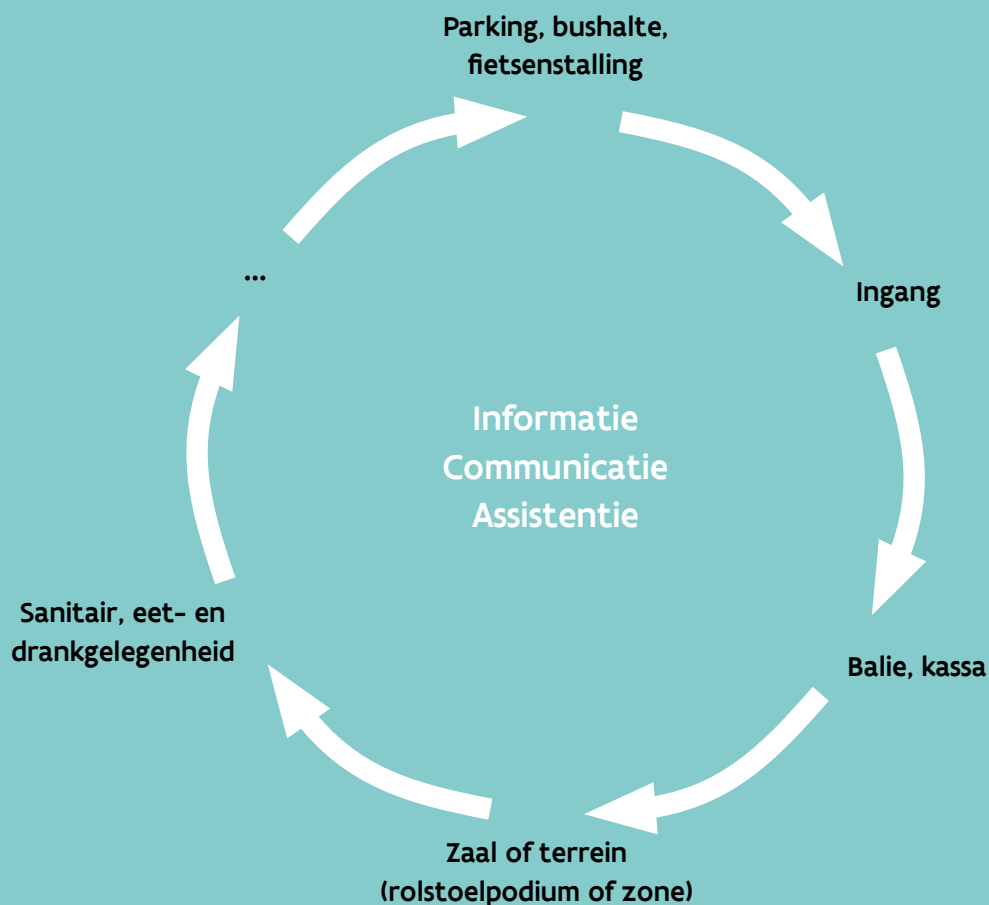 Parking, bushalte,
fietsenstalling
Ingang
Balie, kassa
Zaal of terrein
(rolstoelpodium of zone)
Sanitair, eet- en
drankgelegenheid
...
Informatie
Communicatie
Assistentie